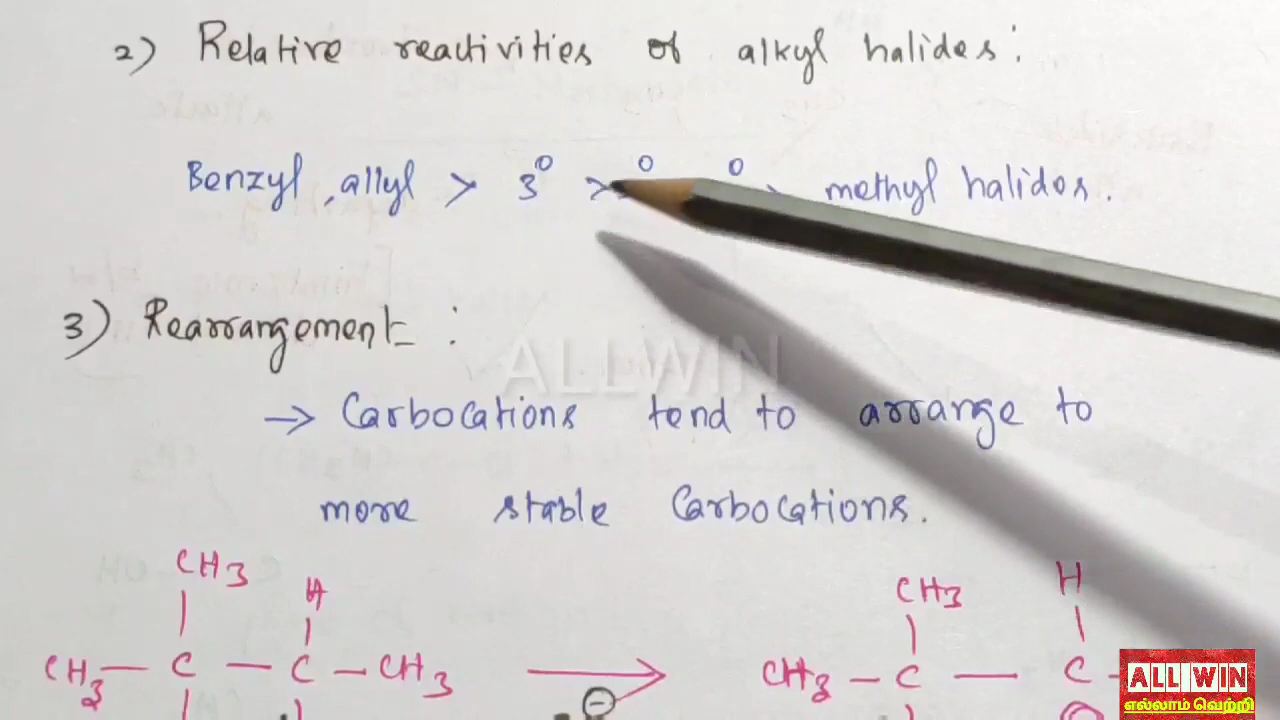 2) Relative reactivities of alkyl halides :
Benzyl, allyl > 3° > ° ° > methyl halides.
3) Rearrangement :
→ Carbocations tend to arrange to
more stable Carbocations.
CH3 H CH3 H
CH3 — C — C — CH3 → CH3 — C — C —
⊖
ALLWIN
ALL WIN
எல்லாம் வெற்றி